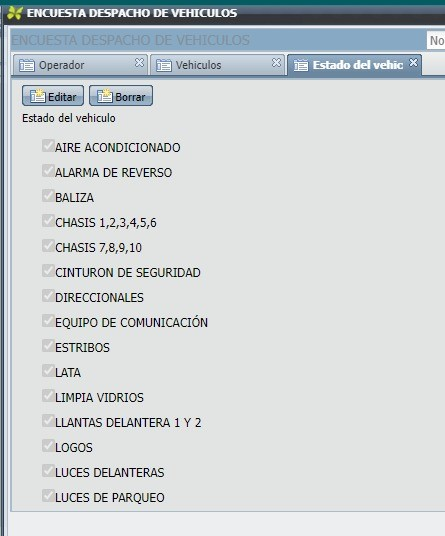 ENCUESTA DESPACHO DE VEHICULOS
ENCUESTA DESPACHO DE VEHICULOS
No
Operador
Vehiculos
Estado del vehic
Editar
Borrar
Estado del vehiculo
AIRE ACONDICIONADO
ALARMA DE REVERSO
BALIZA
CHASIS 1,2,3,4,5,6
CHASIS 7,8,9,10
CINTURON DE SEGURIDAD
DIRECCIONALES
EQUIPO DE COMUNICACIÓN
ESTRIBOS
LATA
LIMPIA VIDRIOS
LLANTAS DELANTERA 1 Y 2
LOGOS
LUCES DELANTERAS
LUCES DE PARQUEO